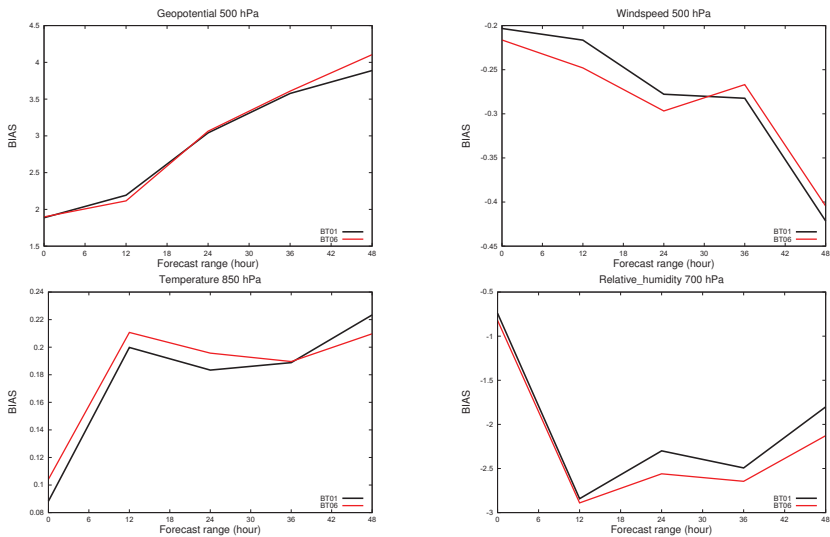 Geopotential 500 hPa
4.5
4
3.5
3
2.5
2
1.5
BIAS
0 6 12 18 24 30 36 42 48
Forecast range (hour)
BT01
BT06
Windspeed 500 hPa
-0.2
-0.25
-0.3
-0.35
-0.4
-0.45
BIAS
0 6 12 18 24 30 36 42 48
Forecast range (hour)
BT01
BT06
Temperature 850 hPa
0.24
0.22
0.2
0.18
0.16
0.14
0.12
0.1
0.08
BIAS
0 6 12 18 24 30 36 42 48
Forecast range (hour)
BT01
BT06
Relative_humidity 700 hPa
-0.5
-1
-1.5
-2
-2.5
-3
BIAS
0 6 12 18 24 30 36 42 48
Forecast range (hour)
BT01
BT06